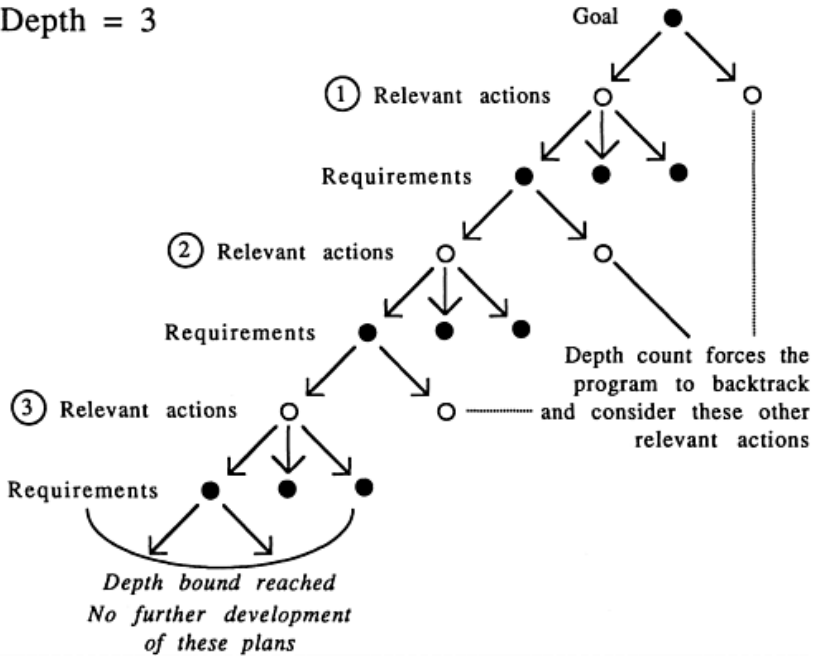 Depth = 3
Goal
1 Relevant actions
Requirements
2 Relevant actions
Requirements
Depth count forces the
program to backtrack
and consider these other
relevant actions
3 Relevant actions
Requirements
Depth bound reached
No further development
of these plans